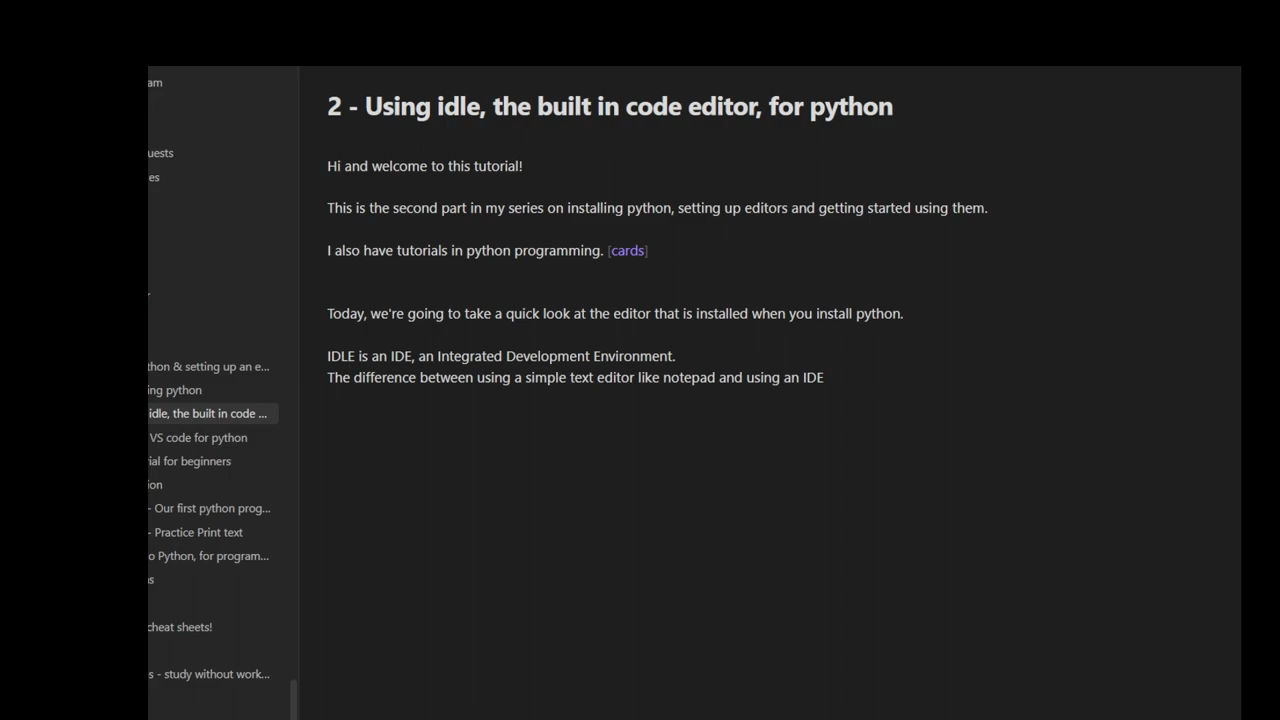 am
uests
es
thon & setting up an e...
ing python
idle, the built in code ...
VS code for python
rial for beginners
ion
- Our first python prog...
- Practice Print text
o Python, for program...
s
cheat sheets!
s - study without work...
2 - Using idle, the built in code editor, for python
Hi and welcome to this tutorial!
This is the second part in my series on installing python, setting up editors and getting started using them.
I also have tutorials in python programming. [cards]
Today, we're going to take a quick look at the editor that is installed when you install python.
IDLE is an IDE, an Integrated Development Environment.
The difference between using a simple text editor like notepad and using an IDE